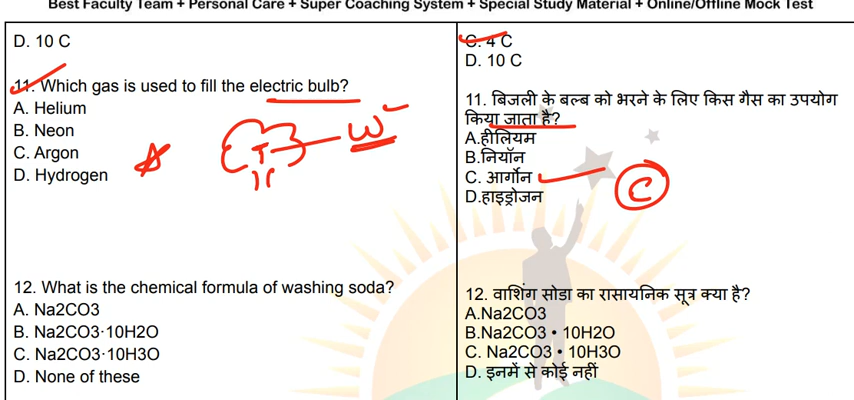 Best Faculty Team + Personal Care + Super Coaching System + Special Study Material + Online/Offline Mock Test
D. 10 C
11. Which gas is used to fill the electric bulb?
A. Helium
B. Neon
C. Argon
D. Hydrogen
W
12. What is the chemical formula of washing soda?
A. Na2CO3
B. Na2CO3·10H2O
C. Na2CO3·10H3O
D. None of these
C. 4 C
D. 10 C
11. बिजली के बल्ब को भरने के लिए किस गैस का उपयोग
किया जाता है?
A.हीलियम
B.नियॉन
C. आर्गोन
D.हाइड्रोजन
C
12. वाशिंग सोडा का रासायनिक सूत्र क्या है?
A.Na2CO3
B.Na2CO3 • 10H2O
C. Na2CO3 • 10H3O
D. इनमें से कोई नहीं